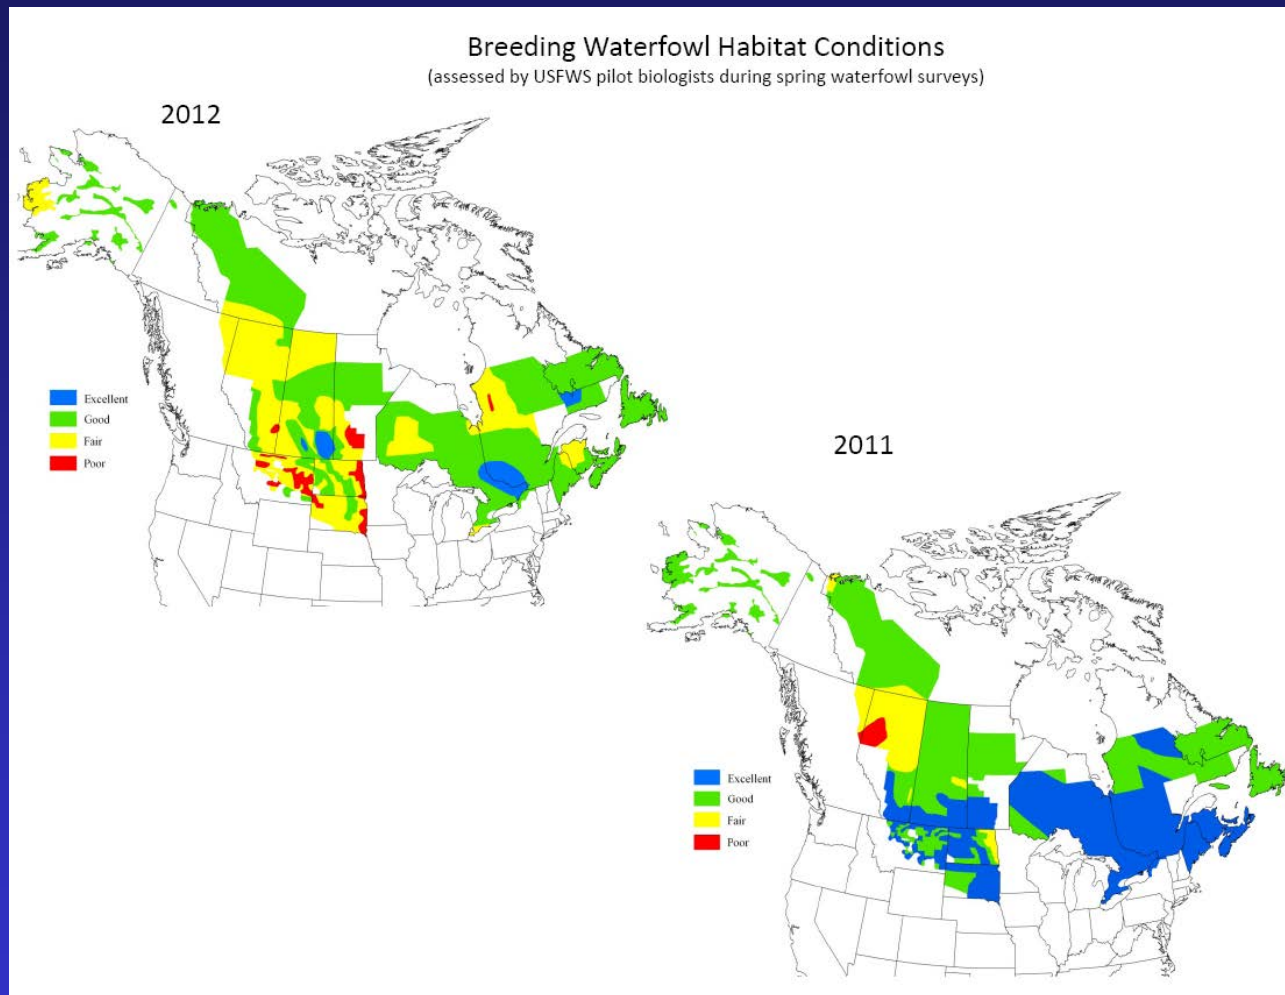 Breeding Waterfowl Habitat Conditions
(assessed by USFWS pilot biologists during spring waterfowl surveys)
2012
Excellent
Good
Fair
Poor
2011
Excellent
Good
Fair
Poor